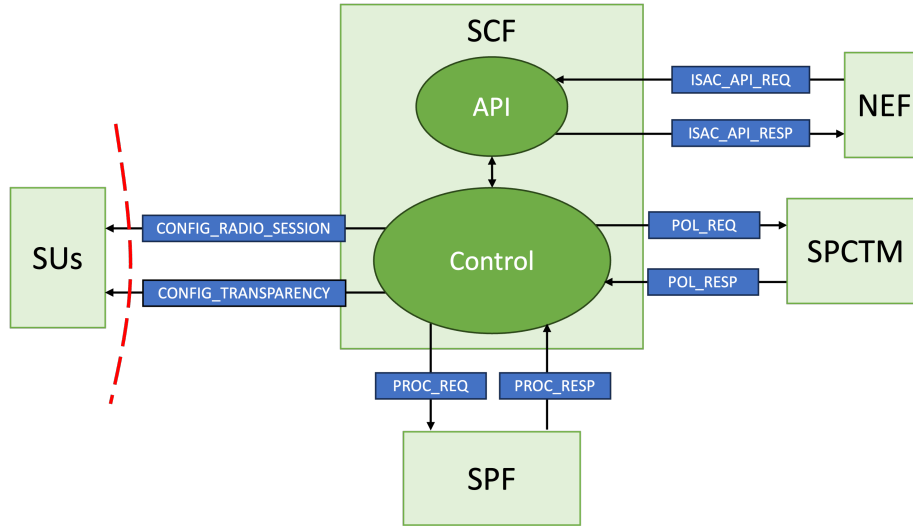 SCF
API
ISAC_API_REQ
NEF
ISAC_API_RESP
SUs
CONFIG_RADIO_SESSION
CONFIG_TRANSPARENCY
Control
POL_REQ
SPCTM
POL_RESP
PROC_REQ
PROC_RESP
SPF